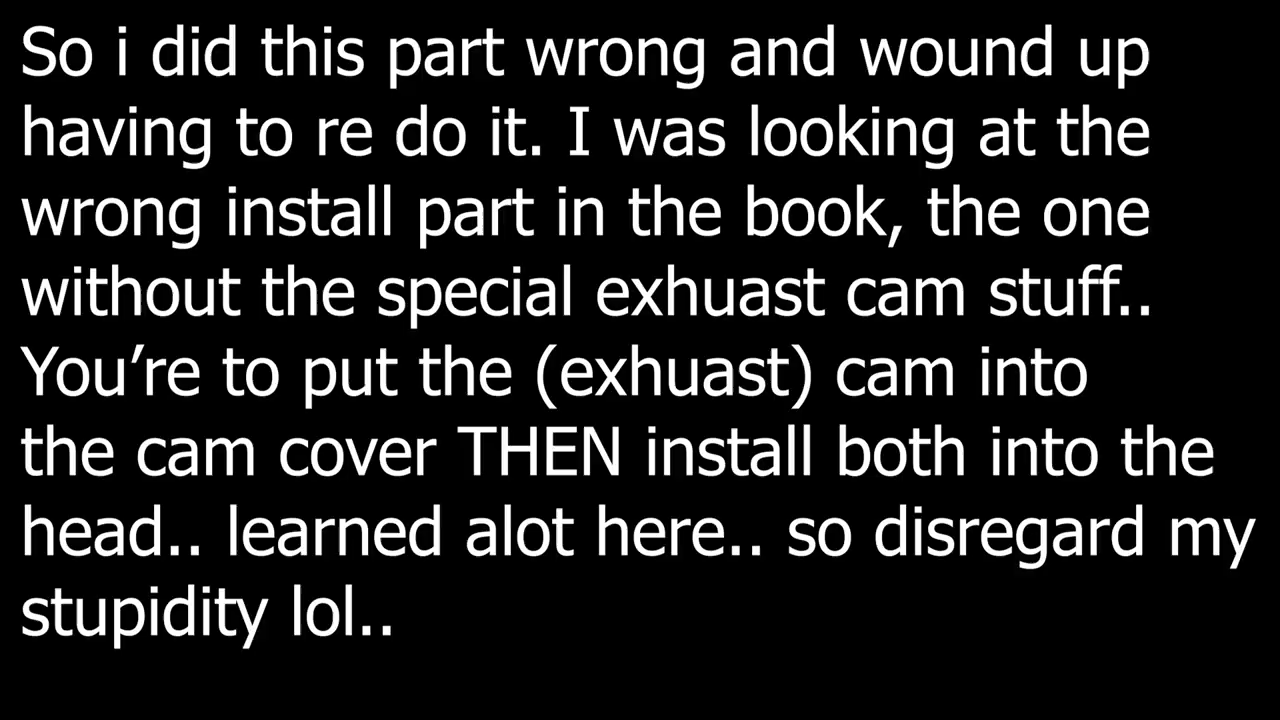 So i did this part wrong and wound up
having to re do it. I was looking at the
wrong install part in the book, the one
without the special exhuast cam stuff..
You’re to put the (exhuast) cam into
the cam cover THEN install both into the
head.. learned alot here.. so disregard my
stupidity lol..